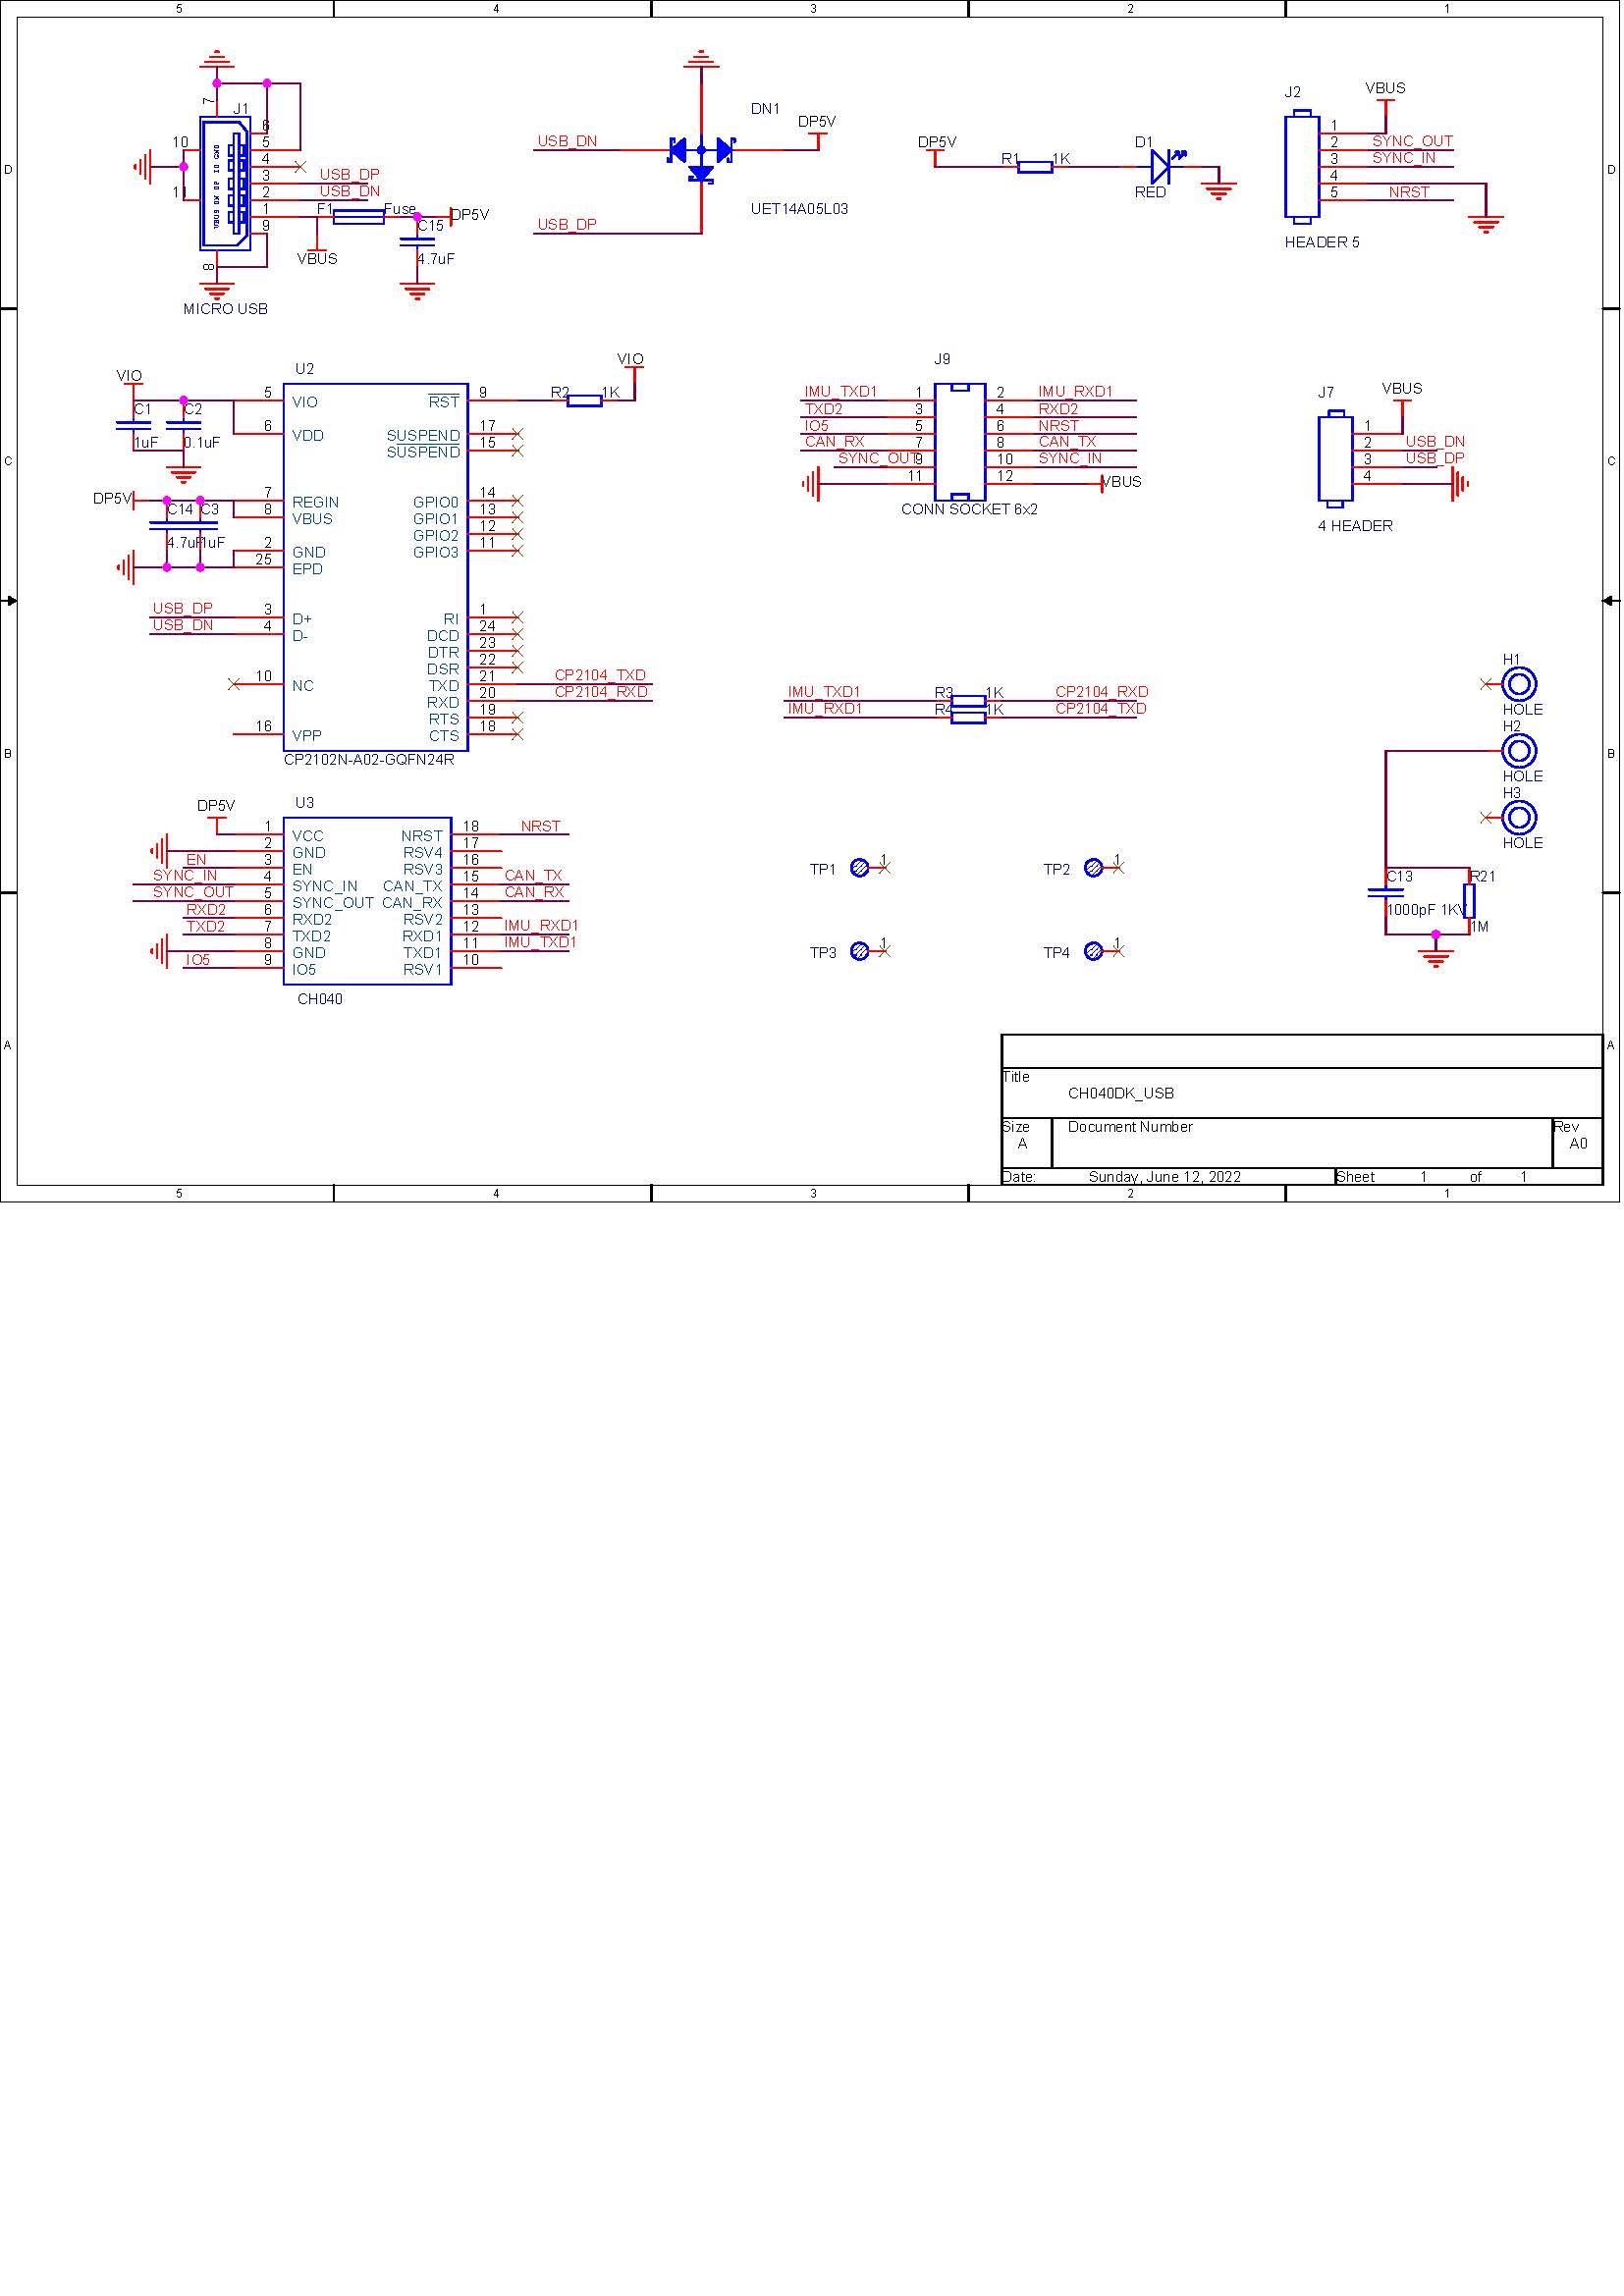 5 4 3 2 1
D D
C C
B B
A A
7
J1
10
1
6
5
4
3 USB_DP
2 USB_DN
1
9
8
GND ID DP DN VBUS
F1 Fuse
DP5V
C15
4.7uF
VBUS
MICRO USB
DN1
USB_DN
DP5V
UET14A05L03
USB_DP
DP5V
R1 1K
D1
RED
J2
VBUS
1
2 SYNC_OUT
3 SYNC_IN
4
5 NRST
HEADER 5
VIO
C1
1uF
C2
0.1uF
U2
5 VIO
6 VDD
DP5V
C14
4.7uF
C3
1uF
7 REGIN
8 VBUS
2 GND
25 EPD
USB_DP 3 D+
USB_DN 4 D-
10 NC
16 VPP
RST 9
R2 1K
VIO
SUSPEND 17
SUSPEND 15
GPIO0 14
GPIO1 13
GPIO2 12
GPIO3 11
RI 1
DCD 24
DTR 23
DSR 22
TXD 21 CP2104_TXD
RXD 20 CP2104_RXD
RTS 19
CTS 18
CP2102N-A02-GQFN24R
J9
IMU_TXD1 1 2 IMU_RXD1
TXD2 3 4 RXD2
IO5 5 6 NRST
CAN_RX 7 8 CAN_TX
SYNC_OUT 9 10 SYNC_IN
11 12 VBUS
CONN SOCKET 6x2
J7
VBUS
1
2 USB_DN
3 USB_DP
4
4 HEADER
IMU_TXD1 R3 1K CP2104_RXD
IMU_RXD1 R4 1K CP2104_TXD
H1
HOLE
H2
HOLE
H3
HOLE
C13
1000pF 1KV
R21
1M
DP5V
U3
1 VCC NRST 18 NRST
2 GND RSV4 17
EN 3 EN RSV3 16
SYNC_IN 4 SYNC_IN CAN_TX 15 CAN_TX
SYNC_OUT 5 SYNC_OUT CAN_RX 14 CAN_RX
RXD2 6 RXD2 RSV2 13
TXD2 7 TXD2 RXD1 12 IMU_RXD1
8 GND TXD1 11 IMU_TXD1
IO5 9 IO5 RSV1 10
CH040
TP1 1
TP2 1
TP3 1
TP4 1
Title
CH040DK_USB
Size
A
Document Number
Rev
A0
Date: Sunday, June 12, 2022
Sheet 1 of 1
5 4 3 2 1